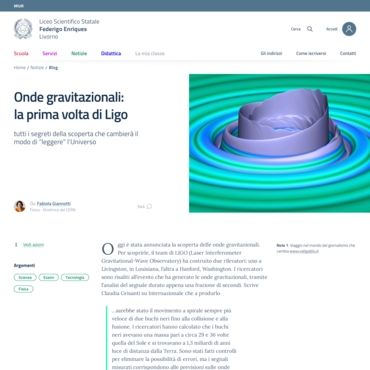 MIUR
Liceo Scientifico Statale
Federigo Enriques
Livorno
Cerca
Accedi
Scuola
Servizi
Notizie
Didattica
La mia classe
Gli indirizzi
Come iscriversi
Contatti
Home / Notizie / Blog
Onde gravitazionali:
la prima volta di Ligo
tutti i segreti della scoperta che cambierà il
modo di "leggere" l'Universo
Da Fabiola Giannotti
Vedi azioni
Argomenti
Scienze
Esami
Tecnologia
Fisica
Oggi è stata annunciata la scoperta delle onde gravitazionali.
Per scoprirle, il team di LIGO (Laser Interferometer
Gravitational-Wave Observatory) ha costruito due rilevatori: uno a
Livingston, in Louisiana, l'altra a Hanford, Washington. I ricercatori
sono risaliti all'evento che ha generato le onde gravitazionali, tramite
l'analisi del segnale durato appena una frazione di secondi. Scrive
Claudia Grisanti su Internazionale che a produrlo
...sarebbe stato il movimento a spirale sempre più
veloce di due buchi neri fino alla collisione e alla
fusione. I ricercatori hanno calcolato che i buchi
neri avevano una massa pari a circa 29 e 36 volte
quella del Sole e si trovavano a 1,3 miliardi di anni
luce di distanza dalla Terra. Sono stati fatti controlli
per eliminare la possibilità di errori, ma i segnali
misurati corrispondono alle previsioni sulle onde
Nota 1. Viaggio nel mondo del giornalismo che
cambia